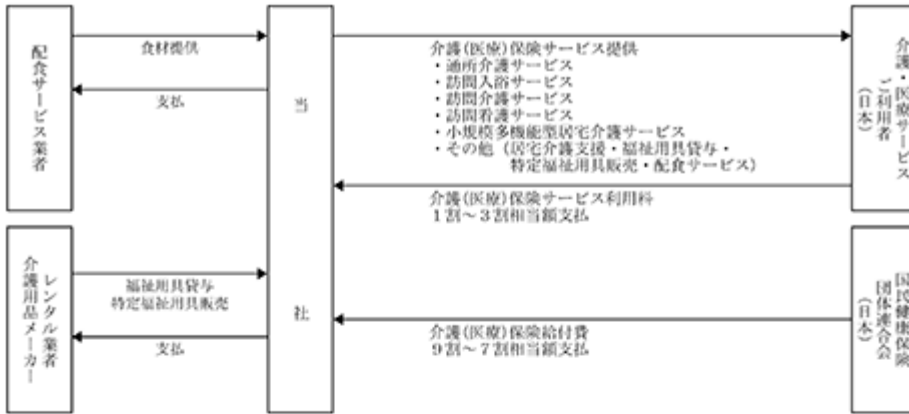 配食サービス業者
食材提供
支払
当
社
介護(医療)保険サービス提供
・通所介護サービス
・訪問入浴サービス
・訪問介護サービス
・訪問看護サービス
・小規模多機能型居宅介護サービス
・その他（居宅介護支援・福祉用具貸与・
特定福祉用具販売・配食サービス）
介護(医療)保険サービス利用料
1割～3割相当額支払
介護・医療サービス
ご利用者
(日本)
レンタル業者
介護用品メーカー
福祉用具貸与
特定福祉用具販売
支払
介護(医療)保険給付費
9割～7割相当額支払
国民健康保険
団体連合会
(日本)